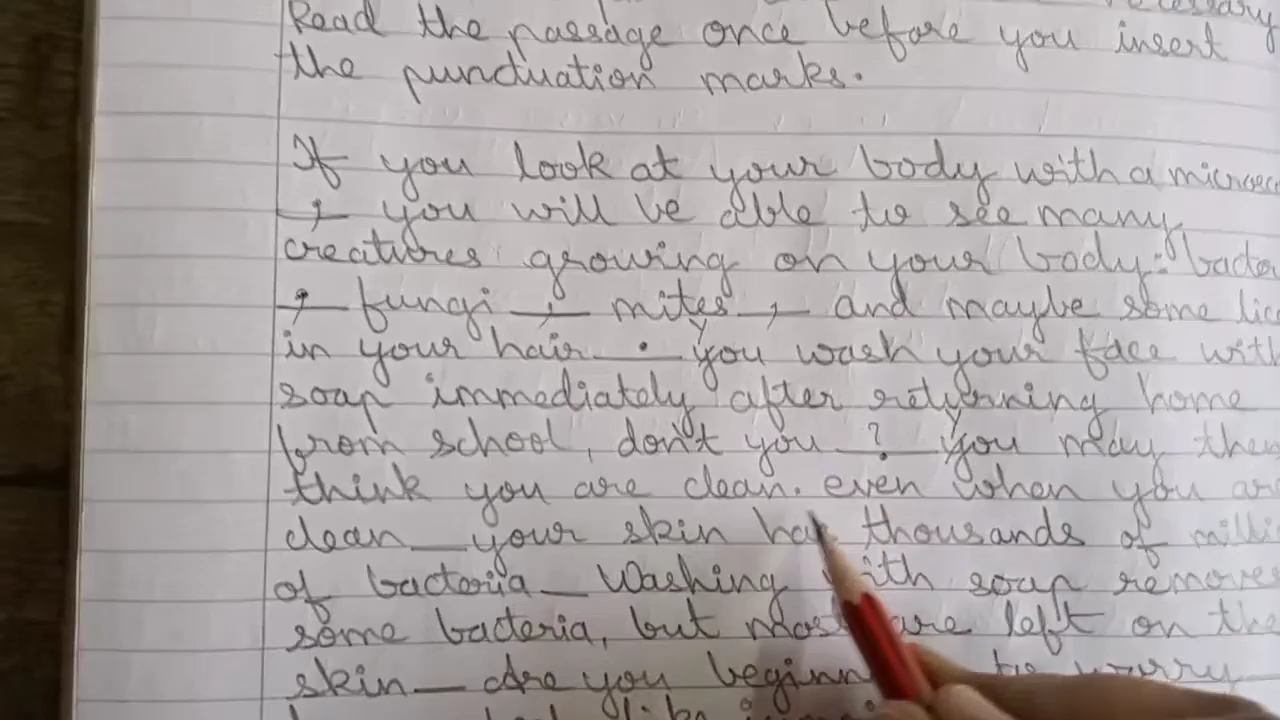 Read the passage once before you insert
the punctuation marks.
If you look at your body with a
, you will be able to see many
creatures growing on your body:
, fungi , mites , and maybe some
in your hair . You wash your face with
soap immediately after returning home
from school, don't you ? You may then
think you are clean. even when you
clean _ your skin thousands of
of bacteria _ Washing with soap removes
some bacteria, but most are left on the
skin _ Are you to worry